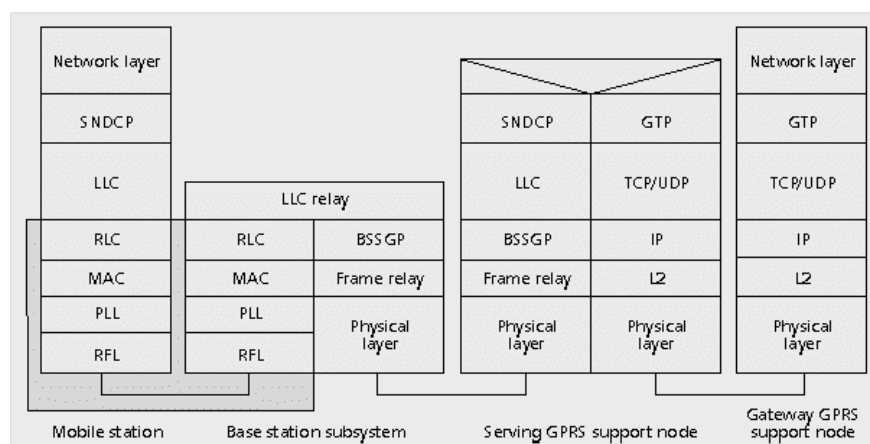 Network layer
Network layer
SNDCP
SNDCP
GTP
GTP
LLC
LLC
TCP/UDP
TCP/UDP
LLC relay
RLC
RLC
BSSGP
BSSGP
IP
IP
MAC
MAC
Frame relay
Frame relay
L2
L2
PLL
PLL
Physical
layer
Physical
layer
Physical
layer
Physical
layer
RFL
RFL
Mobile station
Base station subsystem
Serving GPRS support node
Gateway GPRS
support node